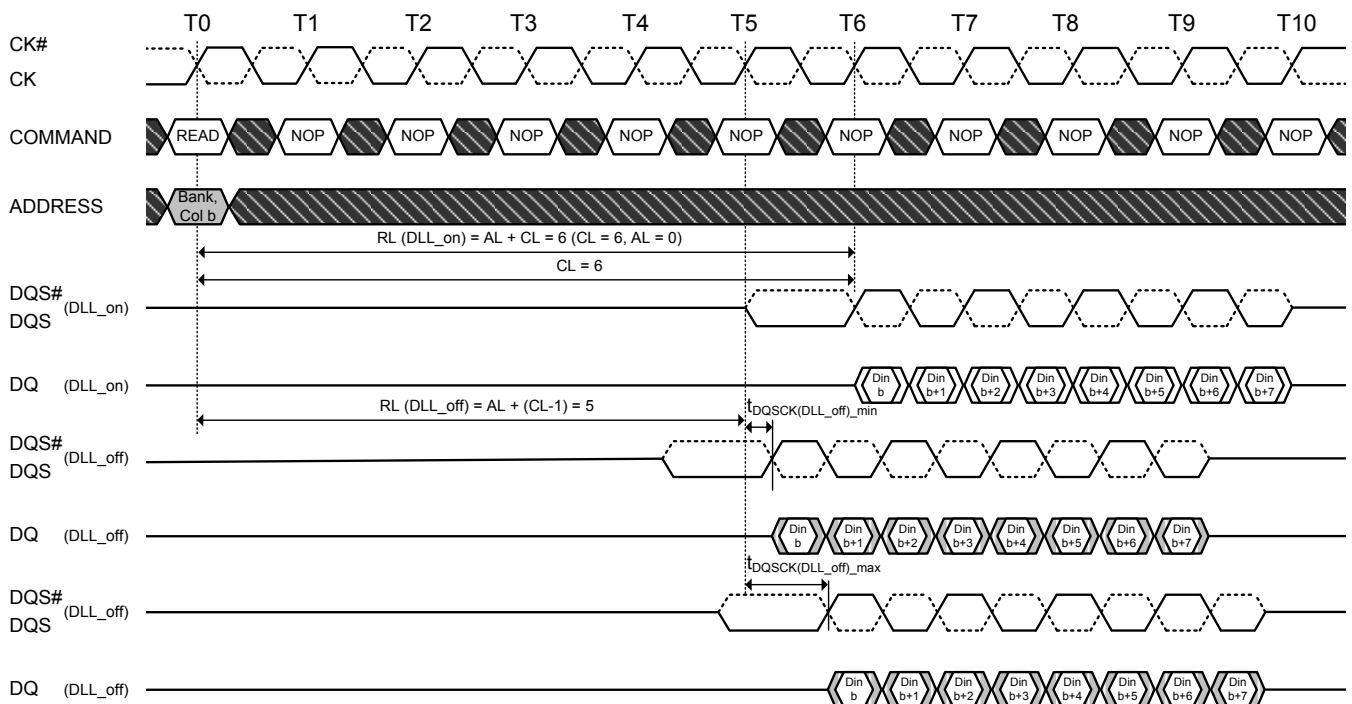 T0 T1 T2 T3 T4 T5 T6 T7 T8 T9 T10
CK#
CK
COMMAND READ NOP NOP NOP NOP NOP NOP NOP NOP NOP NOP
ADDRESS Bank,
Col b
RL (DLL_on) = AL + CL = 6 (CL = 6, AL = 0)
CL = 6
DQS#
(DLL_on)
DQS
DQ (DLL_on) Din Din Din Din Din Din Din Din
b b+1 b+2 b+3 b+4 b+5 b+6 b+7
RL (DLL_off) = AL + (CL-1) = 5 tDQSCK(DLL_off)_min
DQS#
(DLL_off)
DQS
DQ (DLL_off) Din Din Din Din Din Din Din Din
b b+1 b+2 b+3 b+4 b+5 b+6 b+7
tDQSCK(DLL_off)_max
DQS#
(DLL_off)
DQS
DQ (DLL_off) Din Din Din Din Din Din Din Din
b b+1 b+2 b+3 b+4 b+5 b+6 b+7